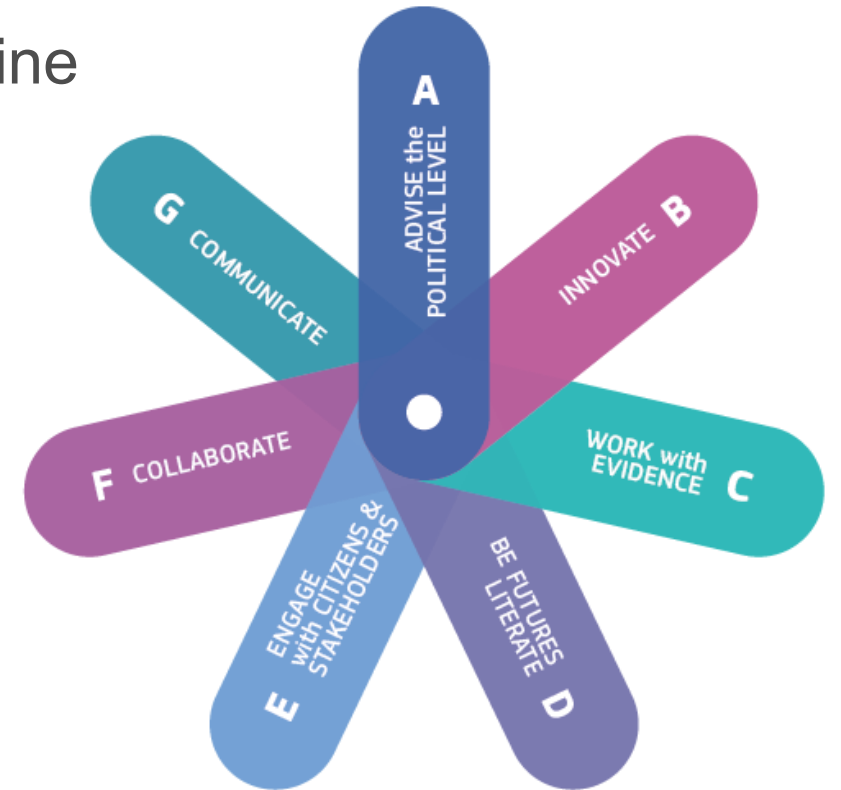 ine
A
ADVISE the
POLITICAL LEVEL
B
INNOVATE
C
WORK with
EVIDENCE
D
BE FUTURES
LITERATE
E
ENGAGE
with CITIZENS &
STAKEHOLDERS
F
COLLABORATE
G
COMMUNICATE